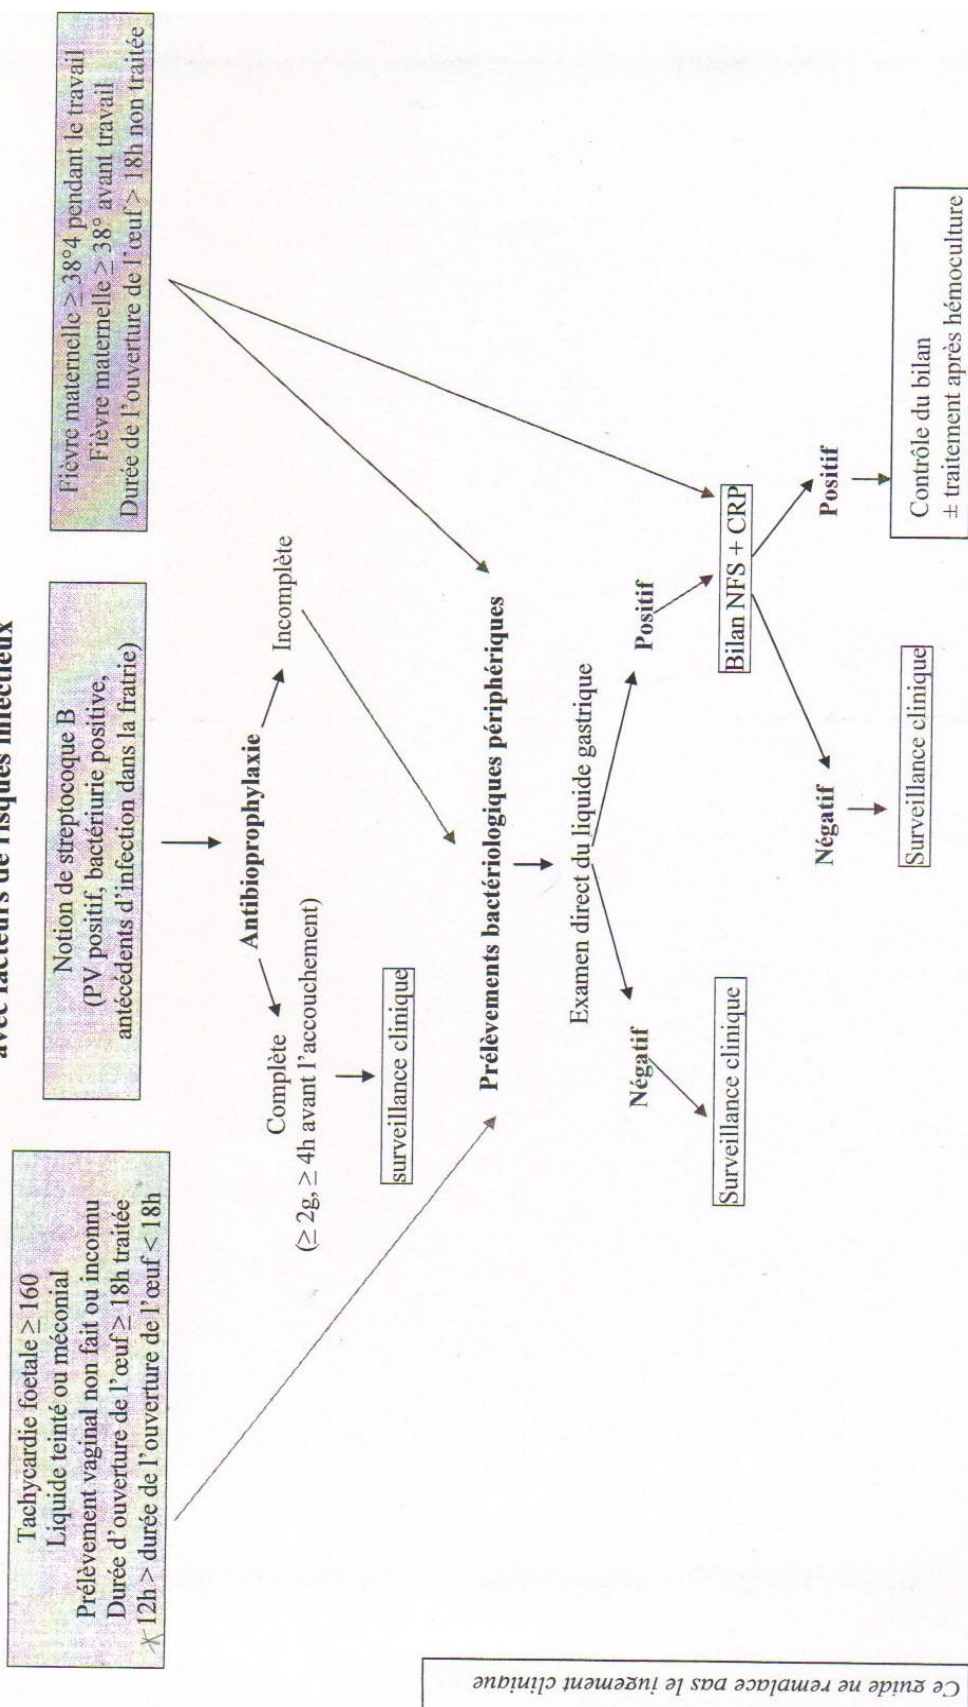 avec facteurs de risques infectieux
Tachycardie foetale ≥ 160
Liquide teinté ou méconial
Prélèvement vaginal non fait ou inconnu
Durée d'ouverture de l'œuf ≥ 18h traitée
* 12h > durée de l'ouverture de l'œuf < 18h
Notion de streptocoque B
(PV positif, bactériurie positive,
antécédents d'infection dans la fratrie)
Fièvre maternelle ≥ 38°4 pendant le travail
Fièvre maternelle ≥ 38° avant travail
Durée de l'ouverture de l'œuf > 18h non traitée
Antibioprophylaxie
Complète
(≥ 2g, ≥ 4h avant l'accouchement)
Incomplète
surveillance clinique
Prélèvements bactériologiques périphériques
Examen direct du liquide gastrique
Négatif
Positif
Surveillance clinique
Bilan NFS + CRP
Négatif
Positif
Surveillance clinique
Contrôle du bilan
± traitement après hémoculture
Ce guide ne remplace pas le jugement clinique